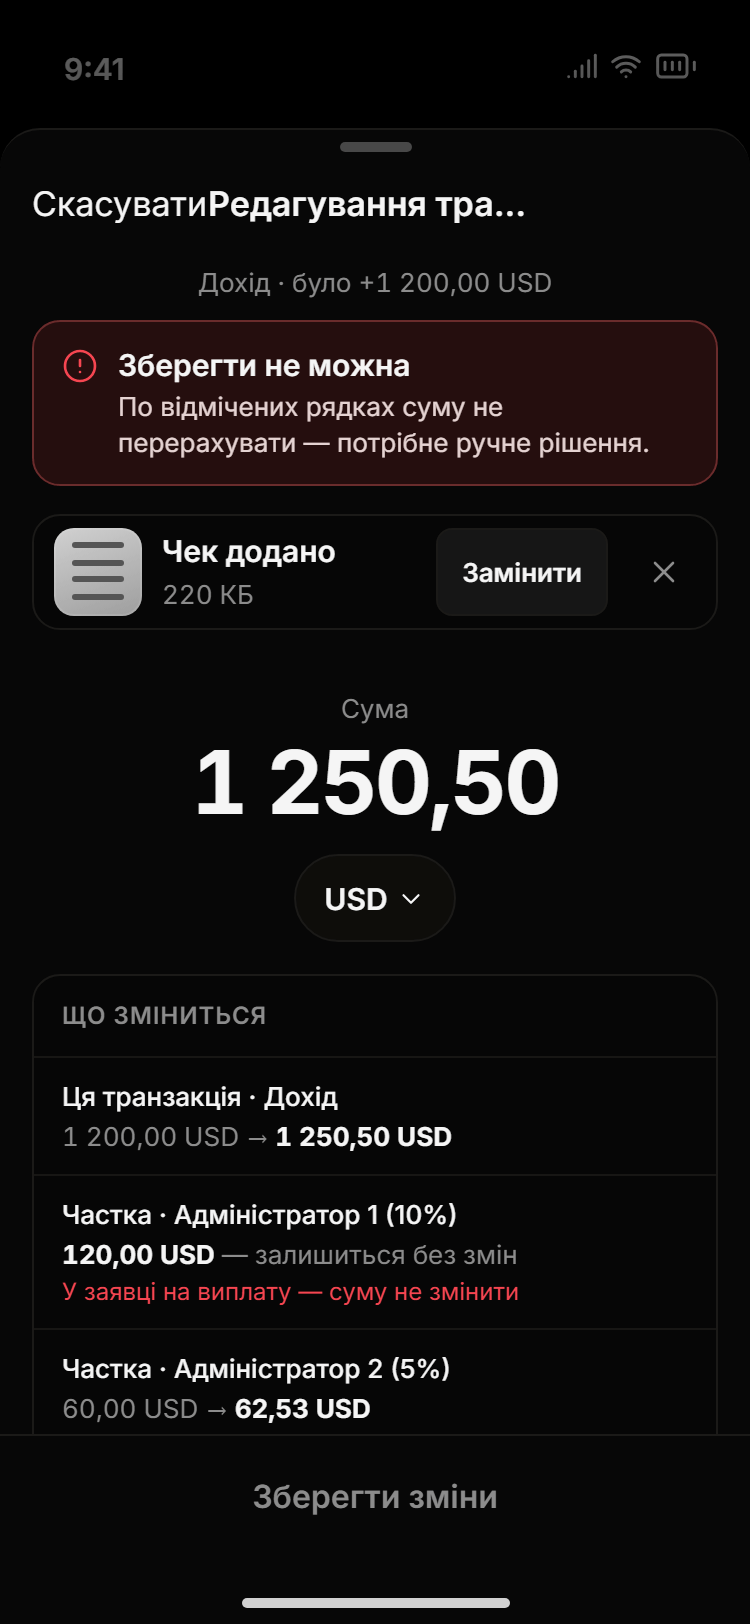 9:41
СкасуватиРедагування тра...
Дохід · було +1 200,00 USD
Зберегти не можна
По відмічених рядках суму не
перерахувати — потрібне ручне рішення.
Чек додано
220 КБ
Замінити
Сума
1 250,50
USD
ЩО ЗМІНИТЬСЯ
Ця транзакція · Дохід
1 200,00 USD → 1 250,50 USD
Частка · Адміністратор 1 (10%)
120,00 USD — залишиться без змін
У заявці на виплату — суму не змінити
Частка · Адміністратор 2 (5%)
60,00 USD → 62,53 USD
Зберегти зміни